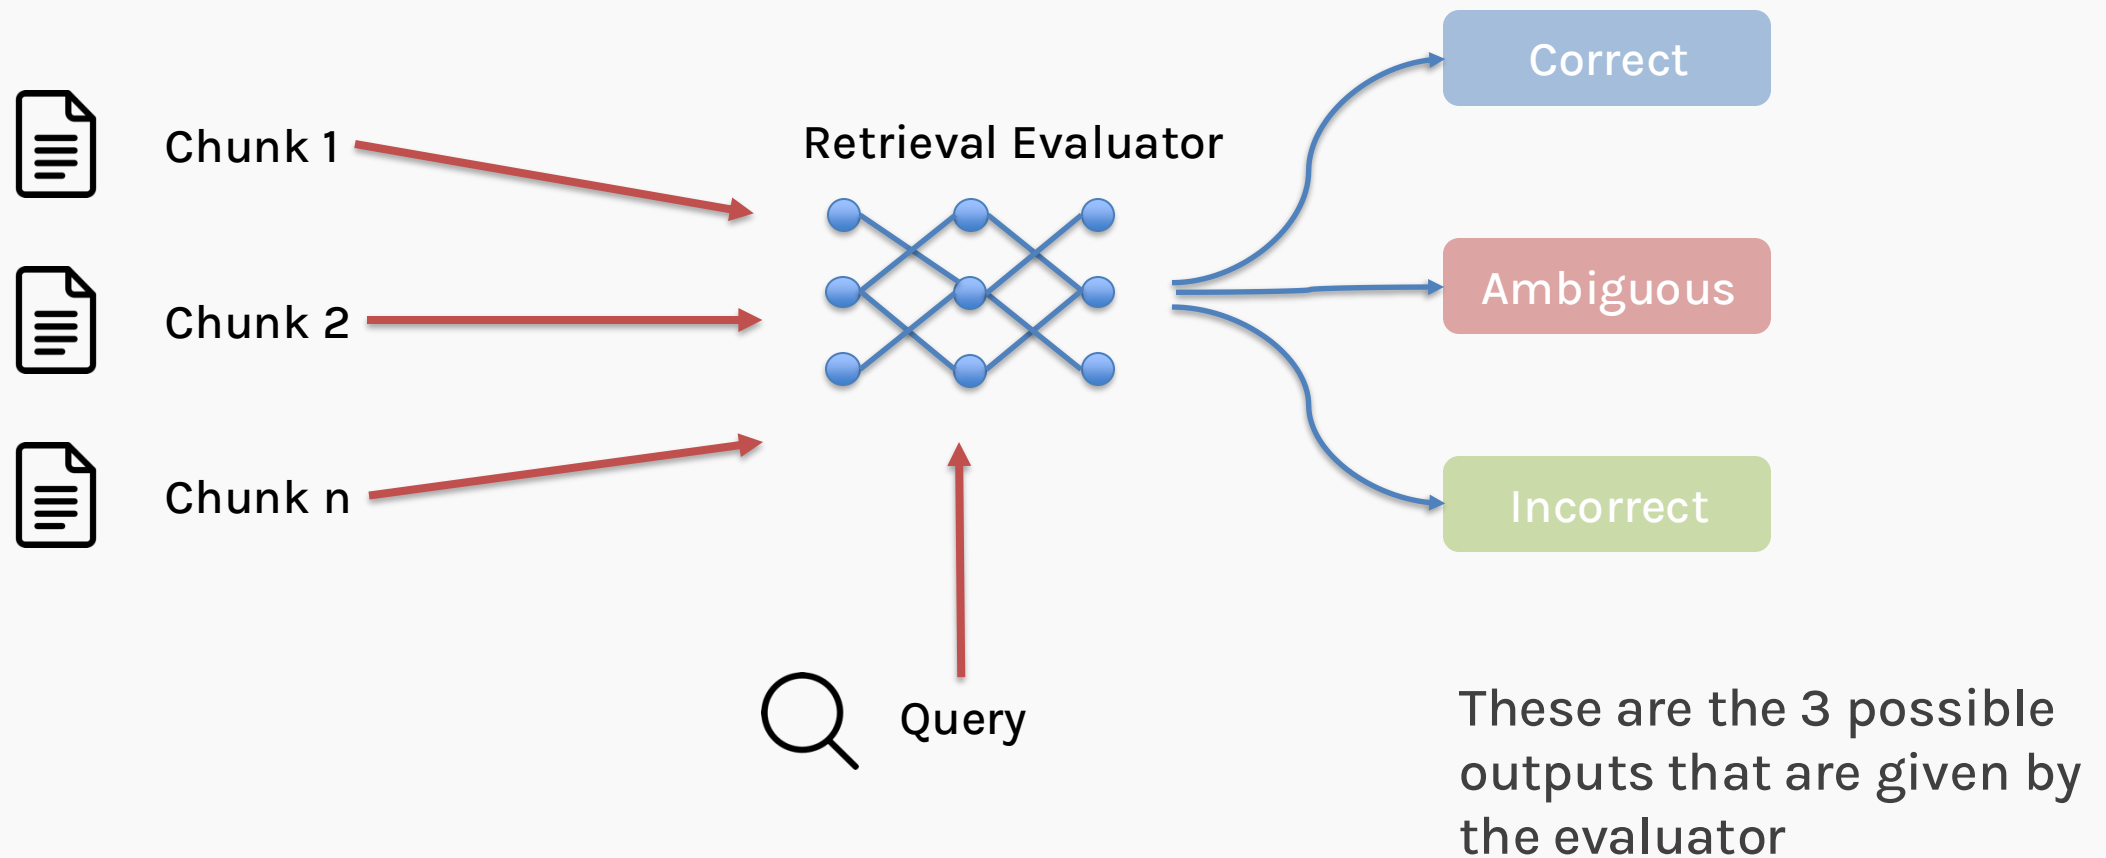 Correct
Chunk 1
Retrieval Evaluator
Chunk 2
Ambiguous
Chunk n
Incorrect
Query
These are the 3 possible
outputs that are given by
the evaluator